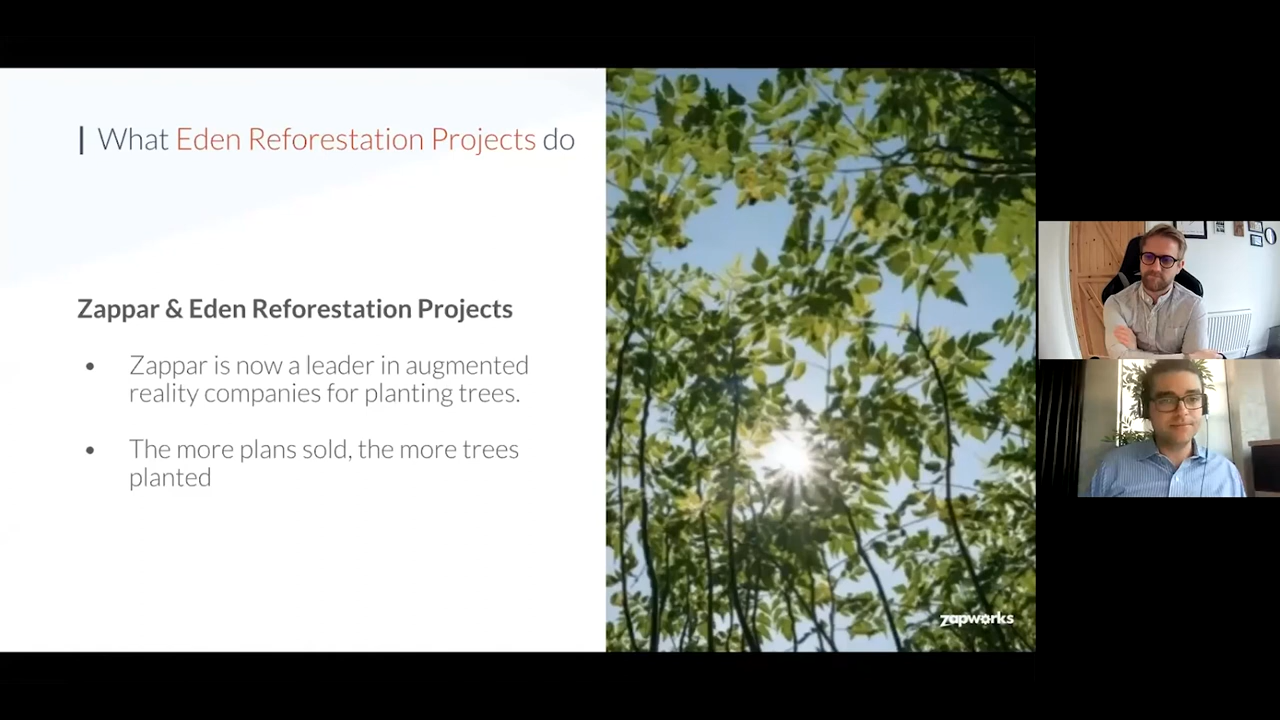 What Eden Reforestation Projects do
Zappar & Eden Reforestation Projects
• Zappar is now a leader in augmented
reality companies for planting trees.
• The more plans sold, the more trees
planted
zapworks